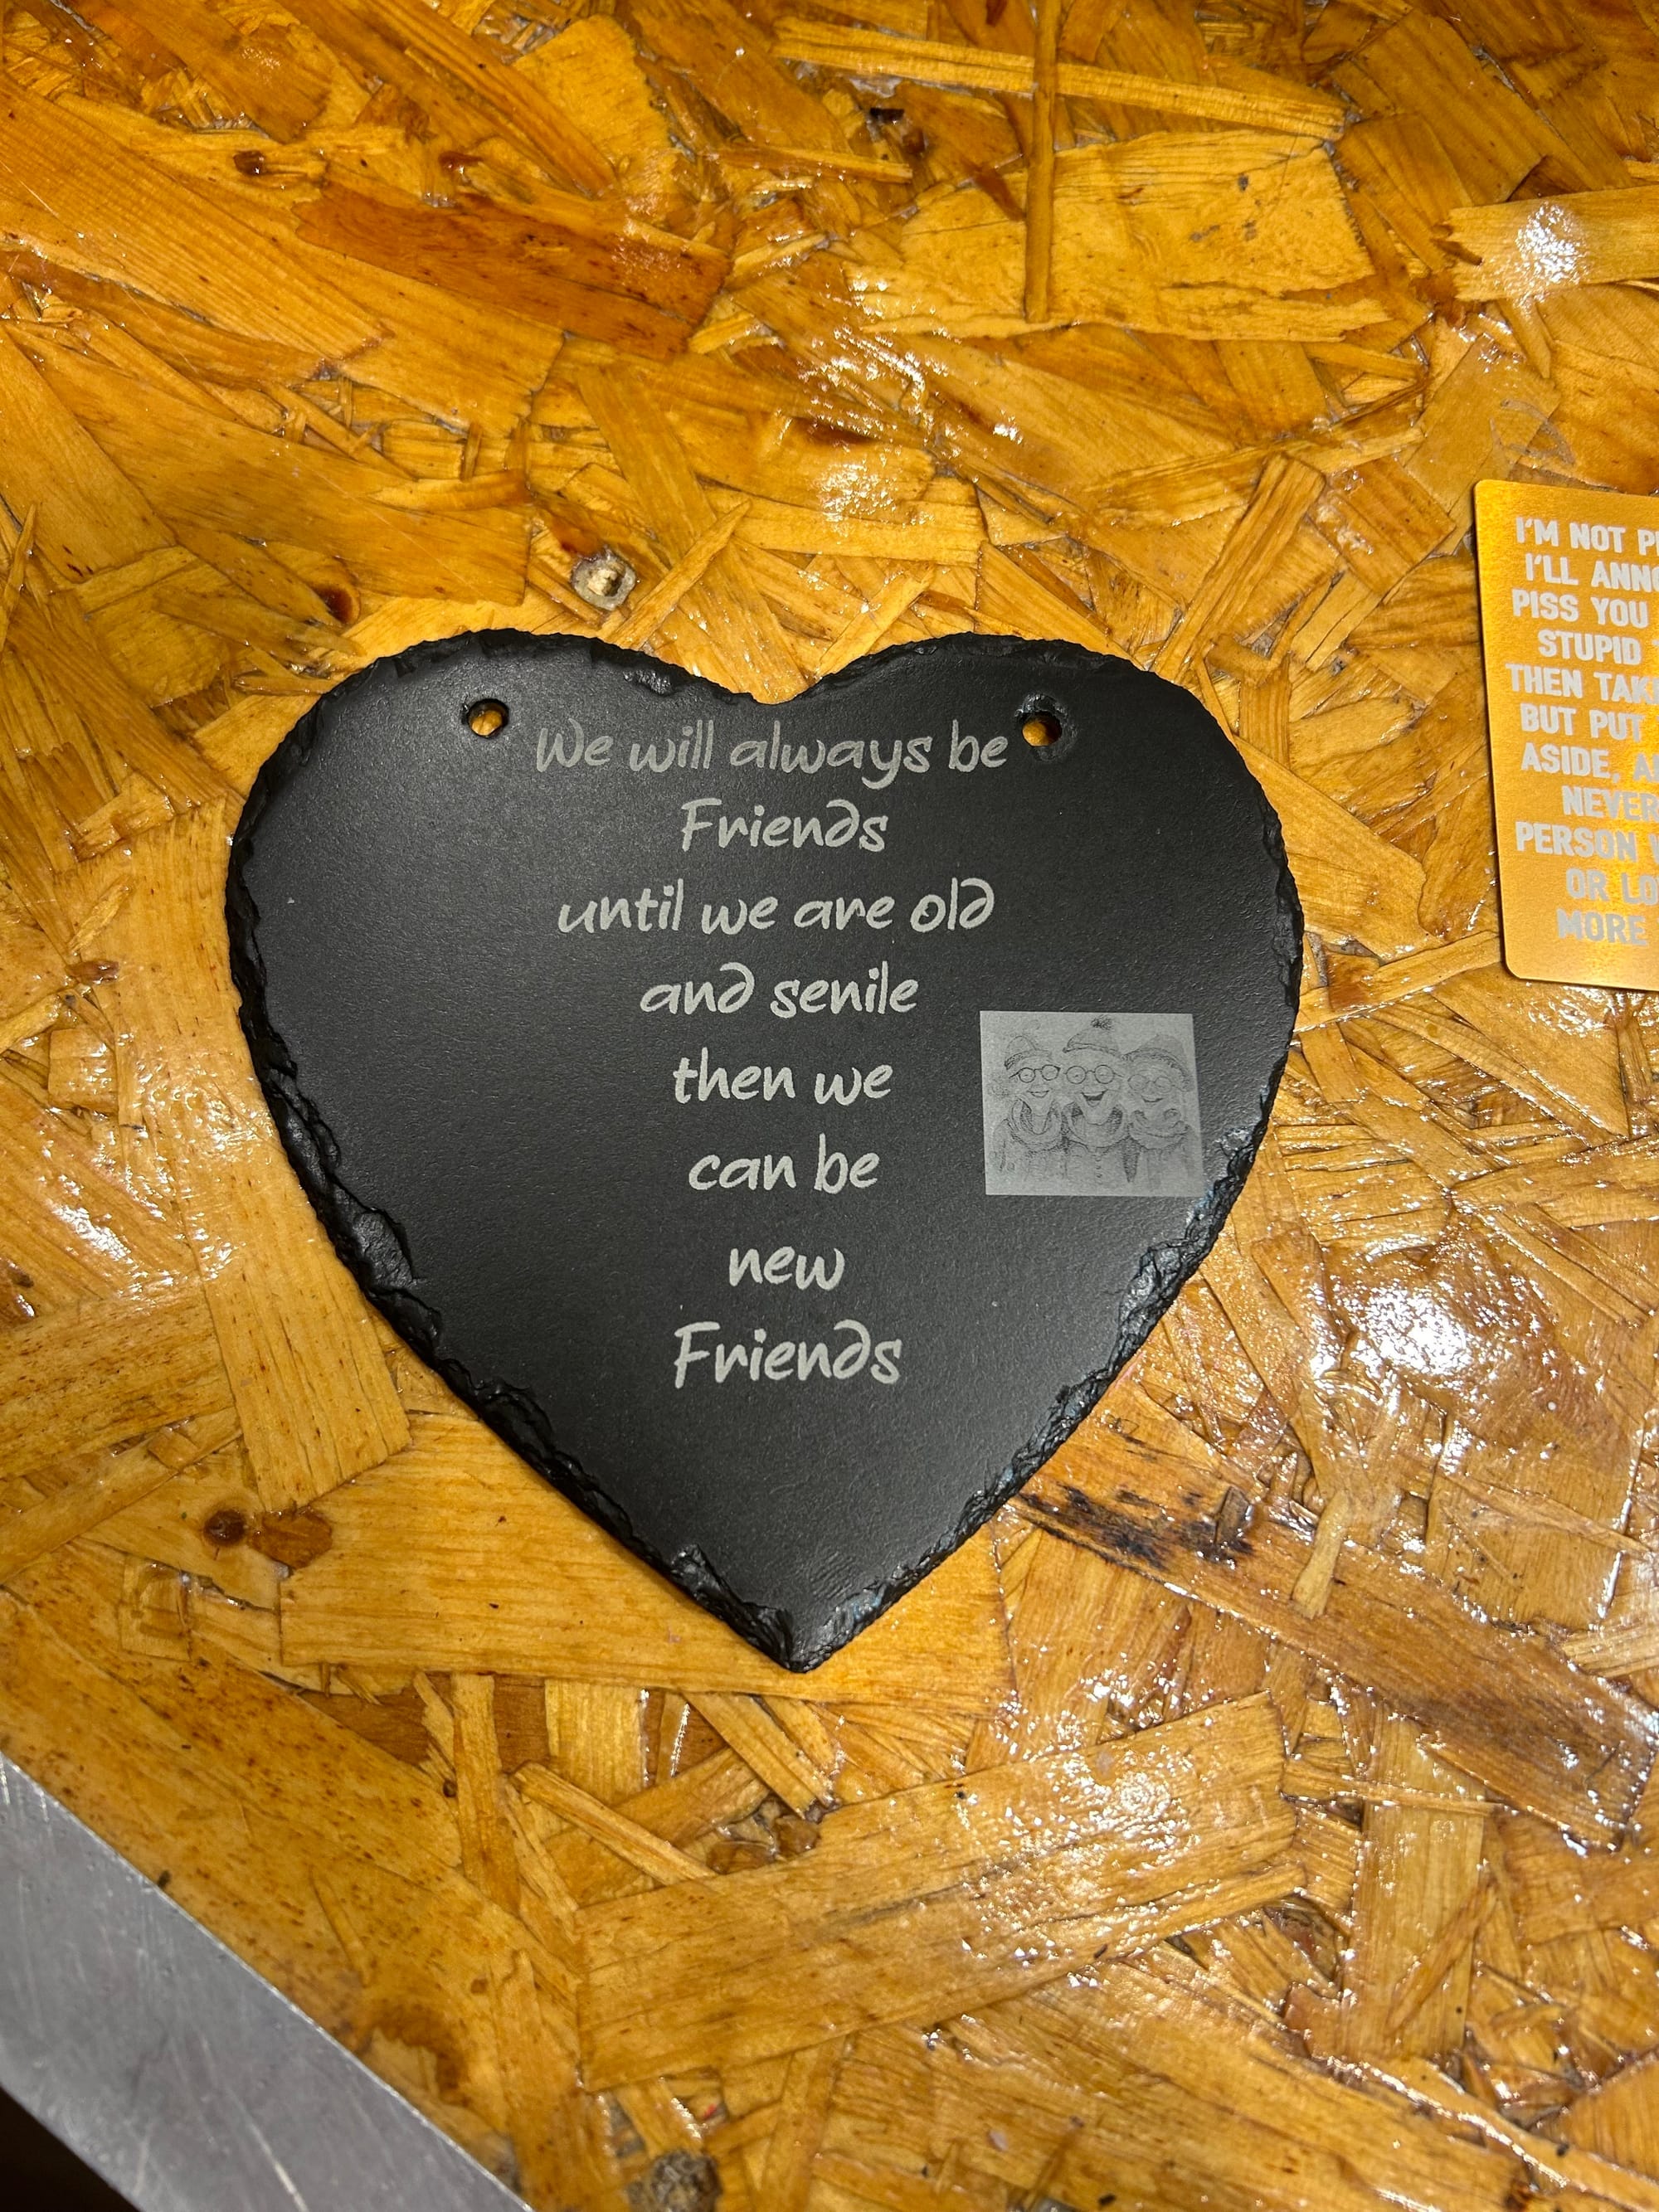 We will always be
Friends
until we are old
and senile
then we
can be
new
Friends
I'M NOT
I'LL
PISS YOU
STUPID
THEN
BUT PUT
ASIDE,
NEVER
PERSON
OR
MORE